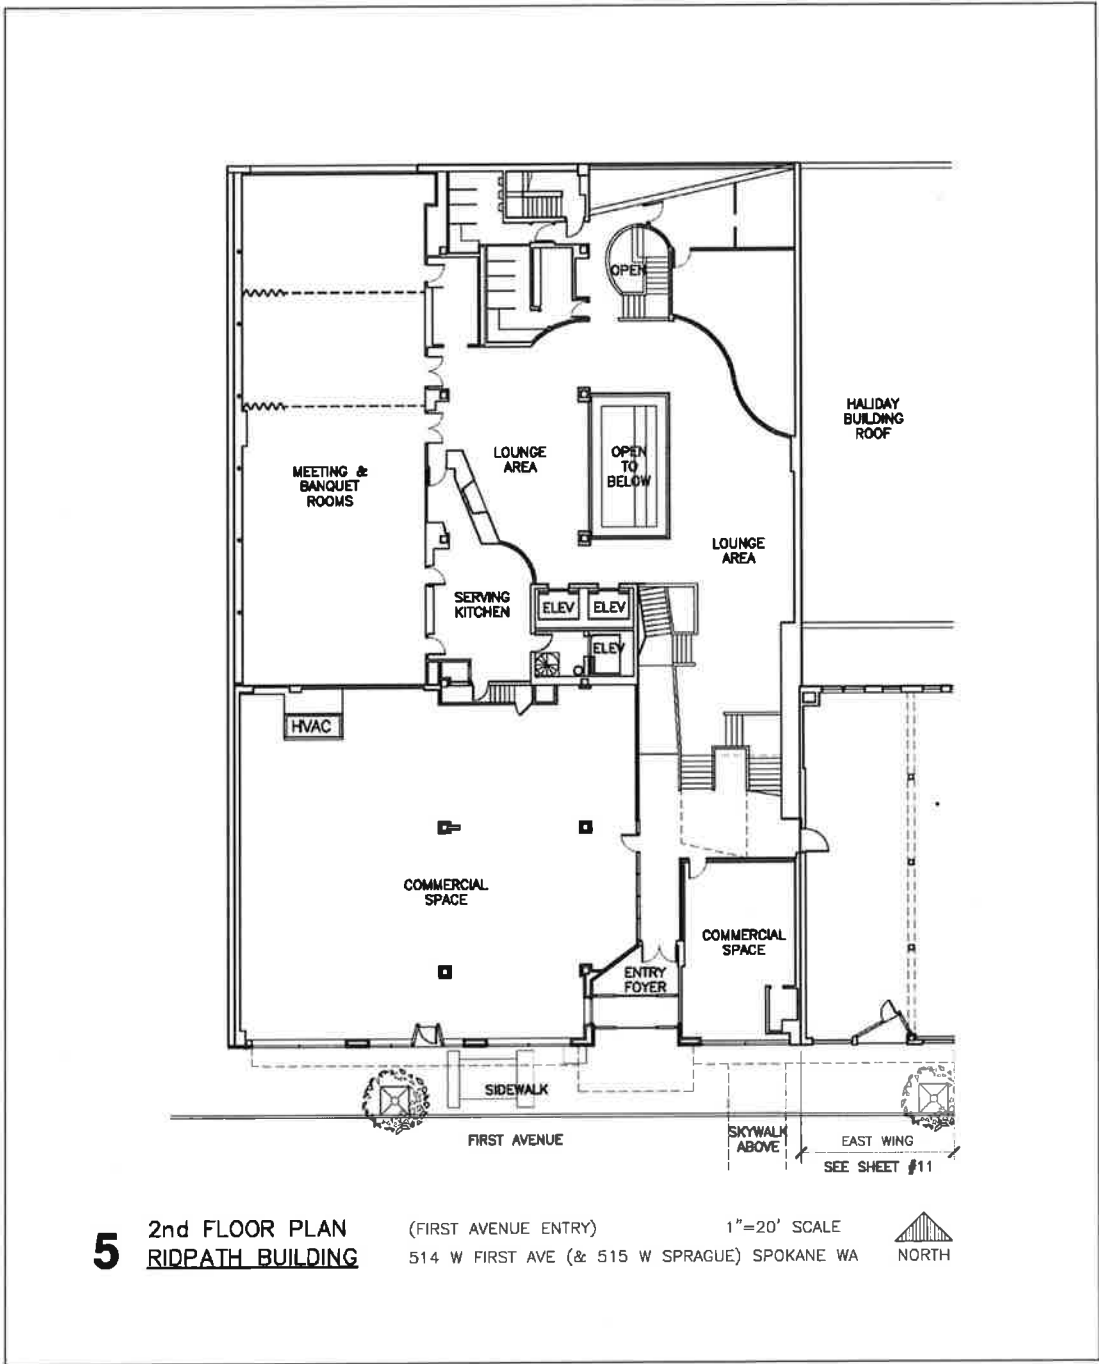 OPEN
HALIDAY
BUILDING
ROOF
LOUNGE
AREA
OPEN
TO
BELOW
MEETING &
BANQUET
ROOMS
LOUNGE
AREA
SERVING
KITCHEN
ELEV
ELEV
ELEV
HVAC
COMMERCIAL
SPACE
COMMERCIAL
SPACE
ENTRY
FOYER
SIDEWALK
FIRST AVENUE
SKYWALK
ABOVE
EAST WING
SEE SHEET #11
5
2nd FLOOR PLAN
RIDPATH BUILDING
(FIRST AVENUE ENTRY)
1"=20' SCALE
514 W FIRST AVE (& 515 W SPRAGUE) SPOKANE WA
NORTH